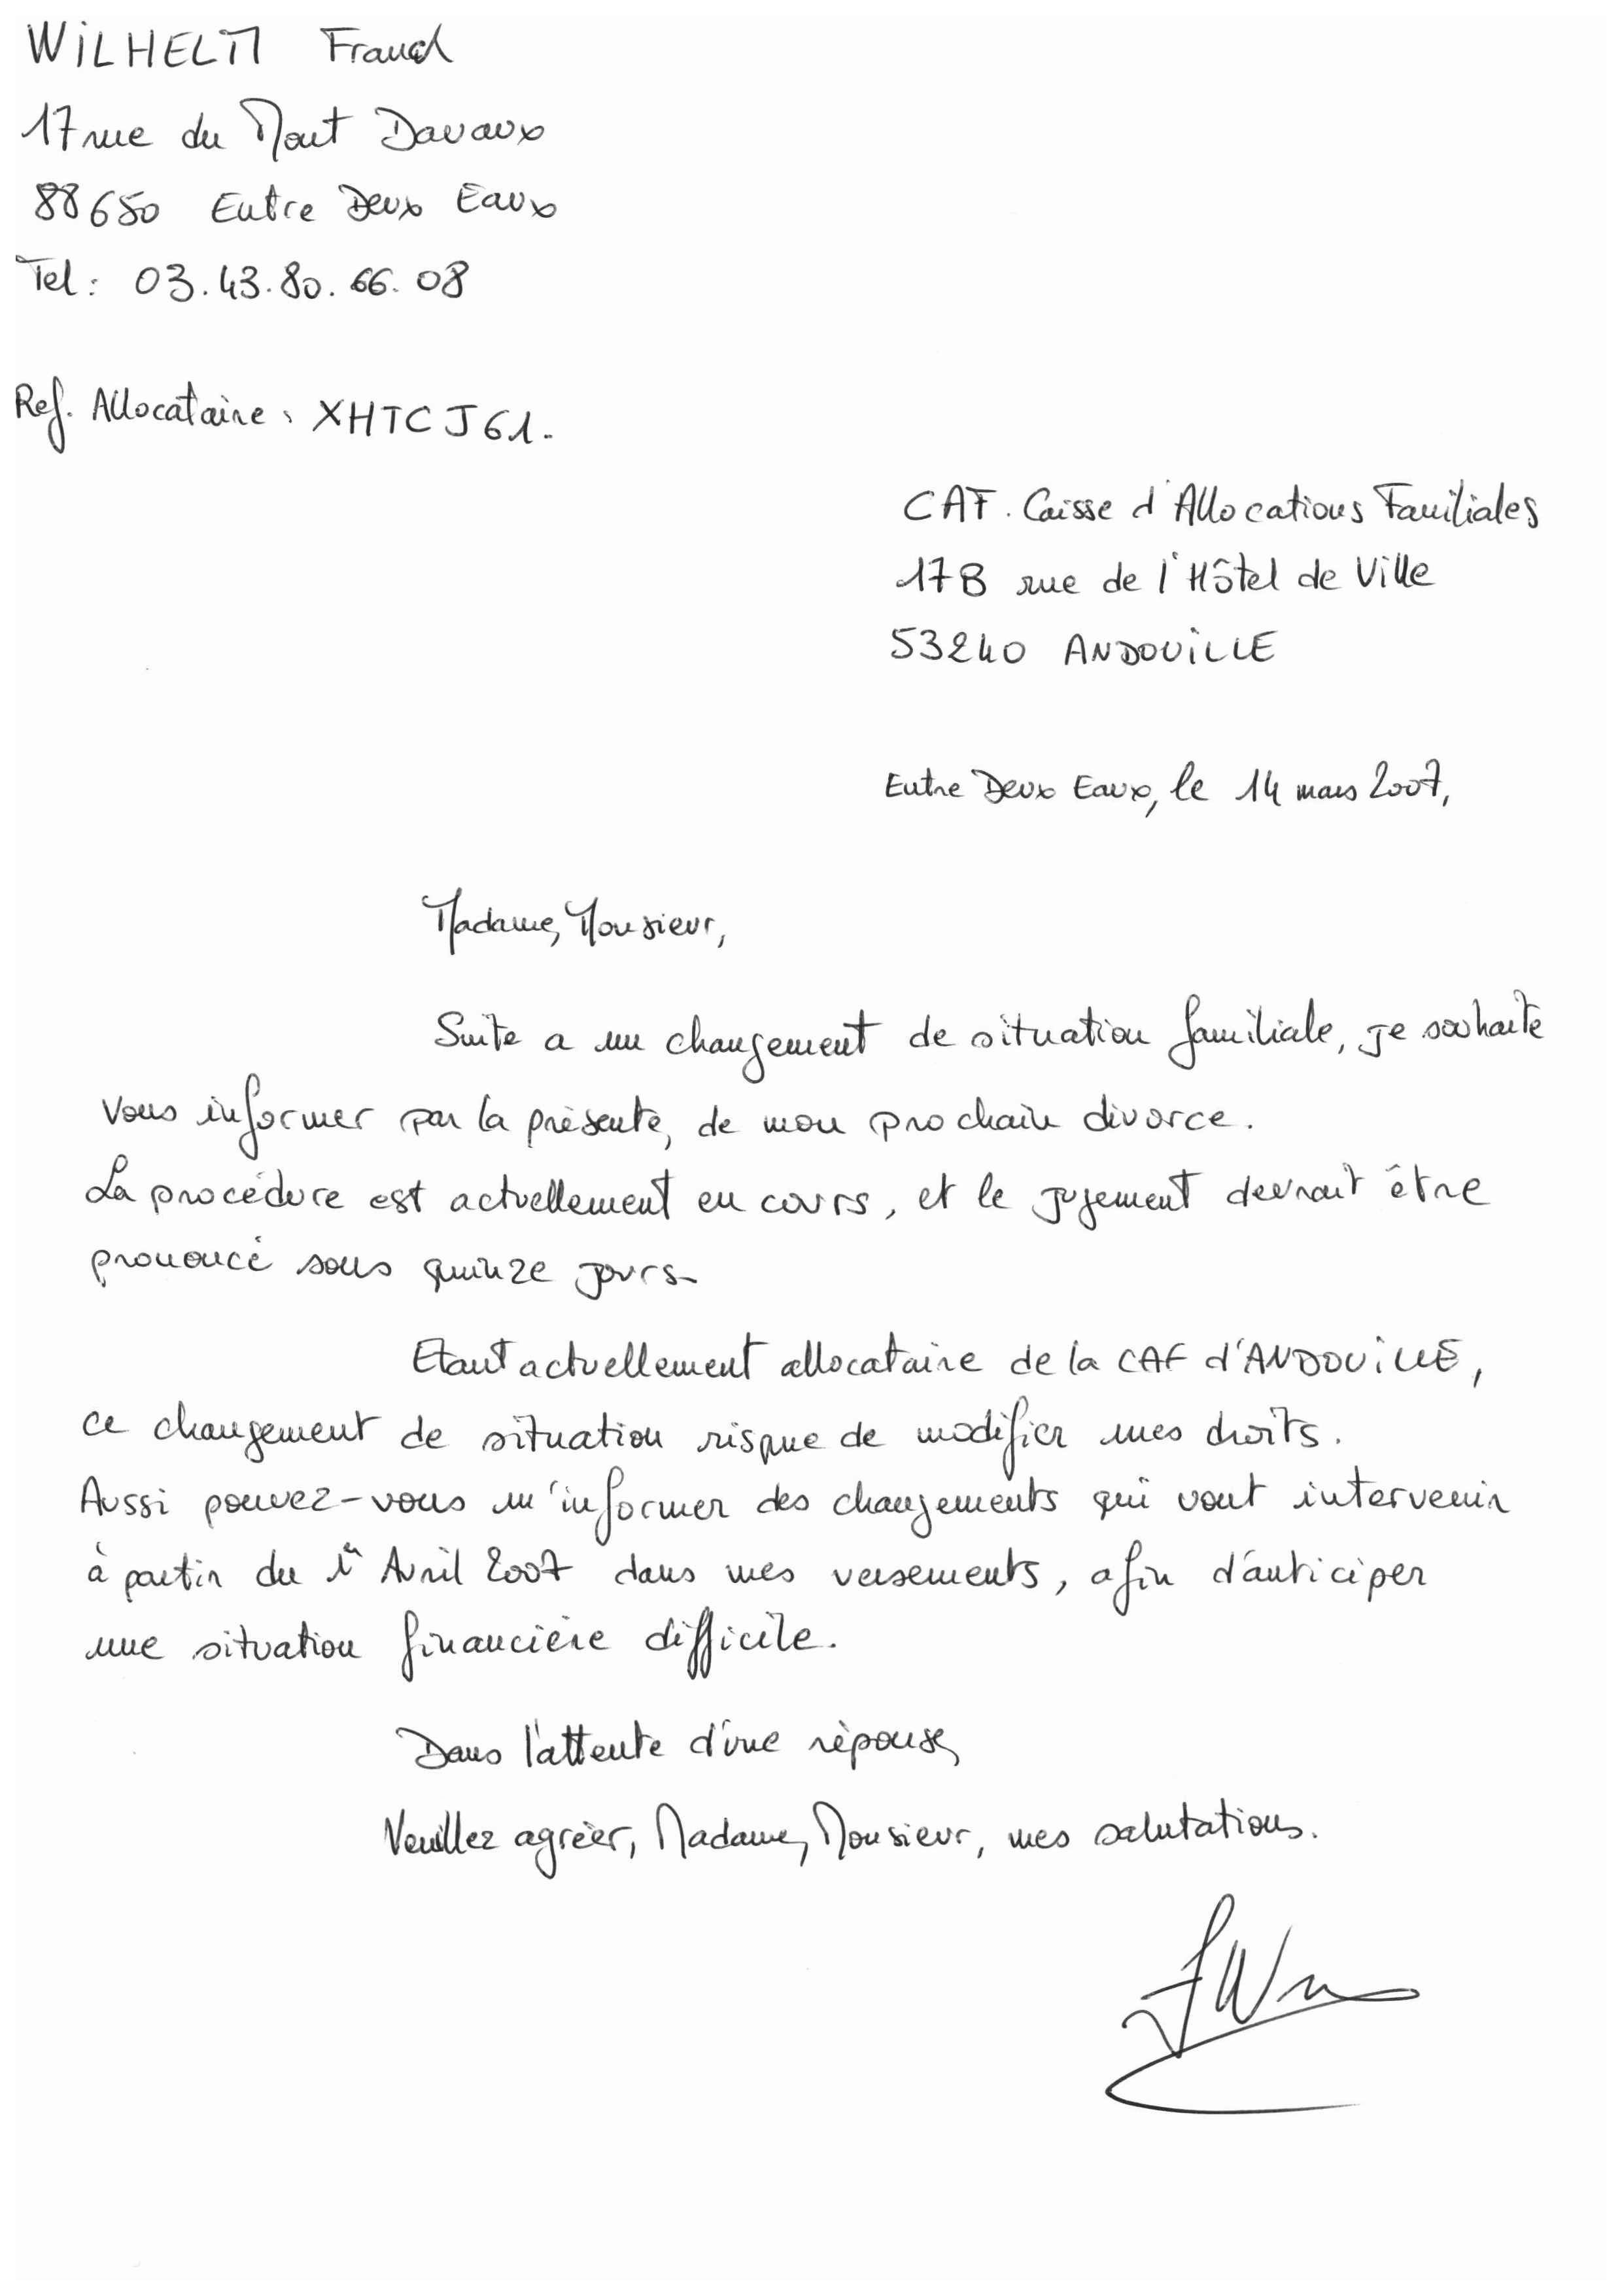 WILHELM Franck
17 rue du Mont Davaux
88650 Entre Deux Eaux
Tel : 03.43.80.66.08
Ref. Allocataire : XHTCJ61.
CAF. Caisse d'Allocations Familiales
17B rue de l'Hôtel de Ville
53240 ANDOUILLE
Entre Deux Eaux, le 14 mars 2007,
Madame, Monsieur,
Suite a un changement de situation familiale, je souhaite
vous informer par la présente, de mon prochain divorce.
La procédure est actuellement en cours, et le jugement devrait être
prononcé sous quinze jours.
Etant actuellement allocataire de la CAF d'ANDOUILLE,
ce changement de situation risque de modifier mes droits.
Aussi pouvez-vous m'informer des changements qui vont intervenir
à partir du 1er Avril 2007 dans mes versements, afin d'anticiper
une situation financière difficile.
Dans l'attente d'une réponse,
Veuillez agréer, Madame, Monsieur, mes salutations.